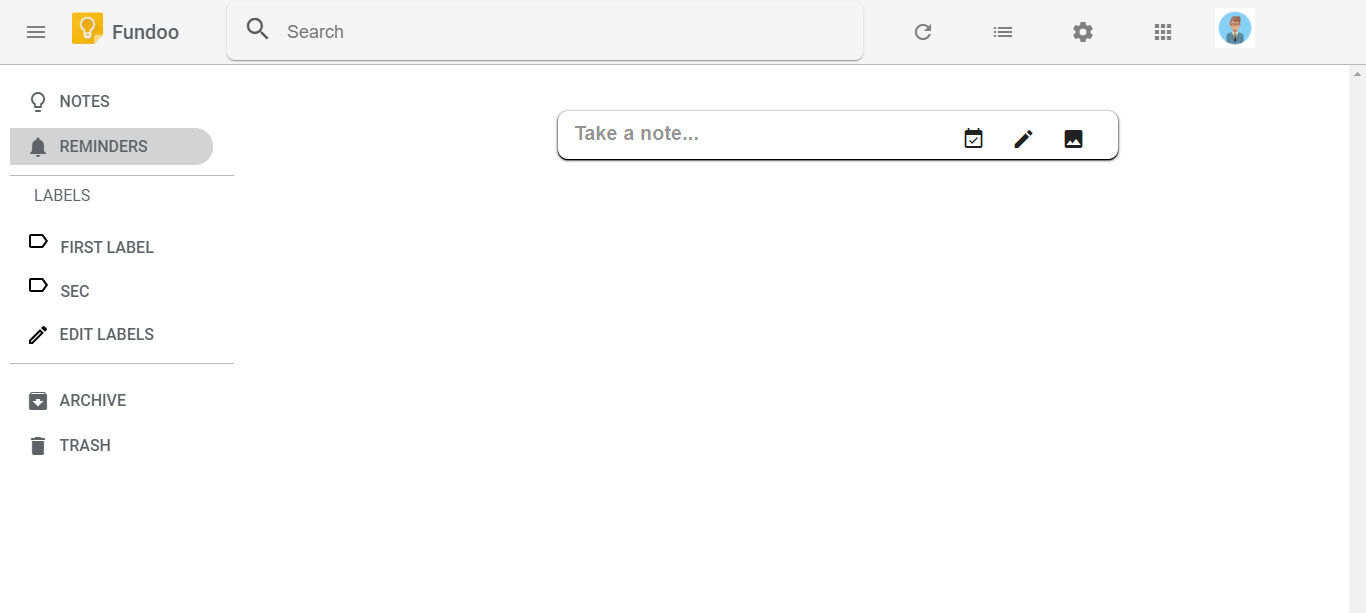 Fundoo
Search
NOTES
REMINDERS
LABELS
FIRST LABEL
SEC
EDIT LABELS
ARCHIVE
TRASH
Take a note...